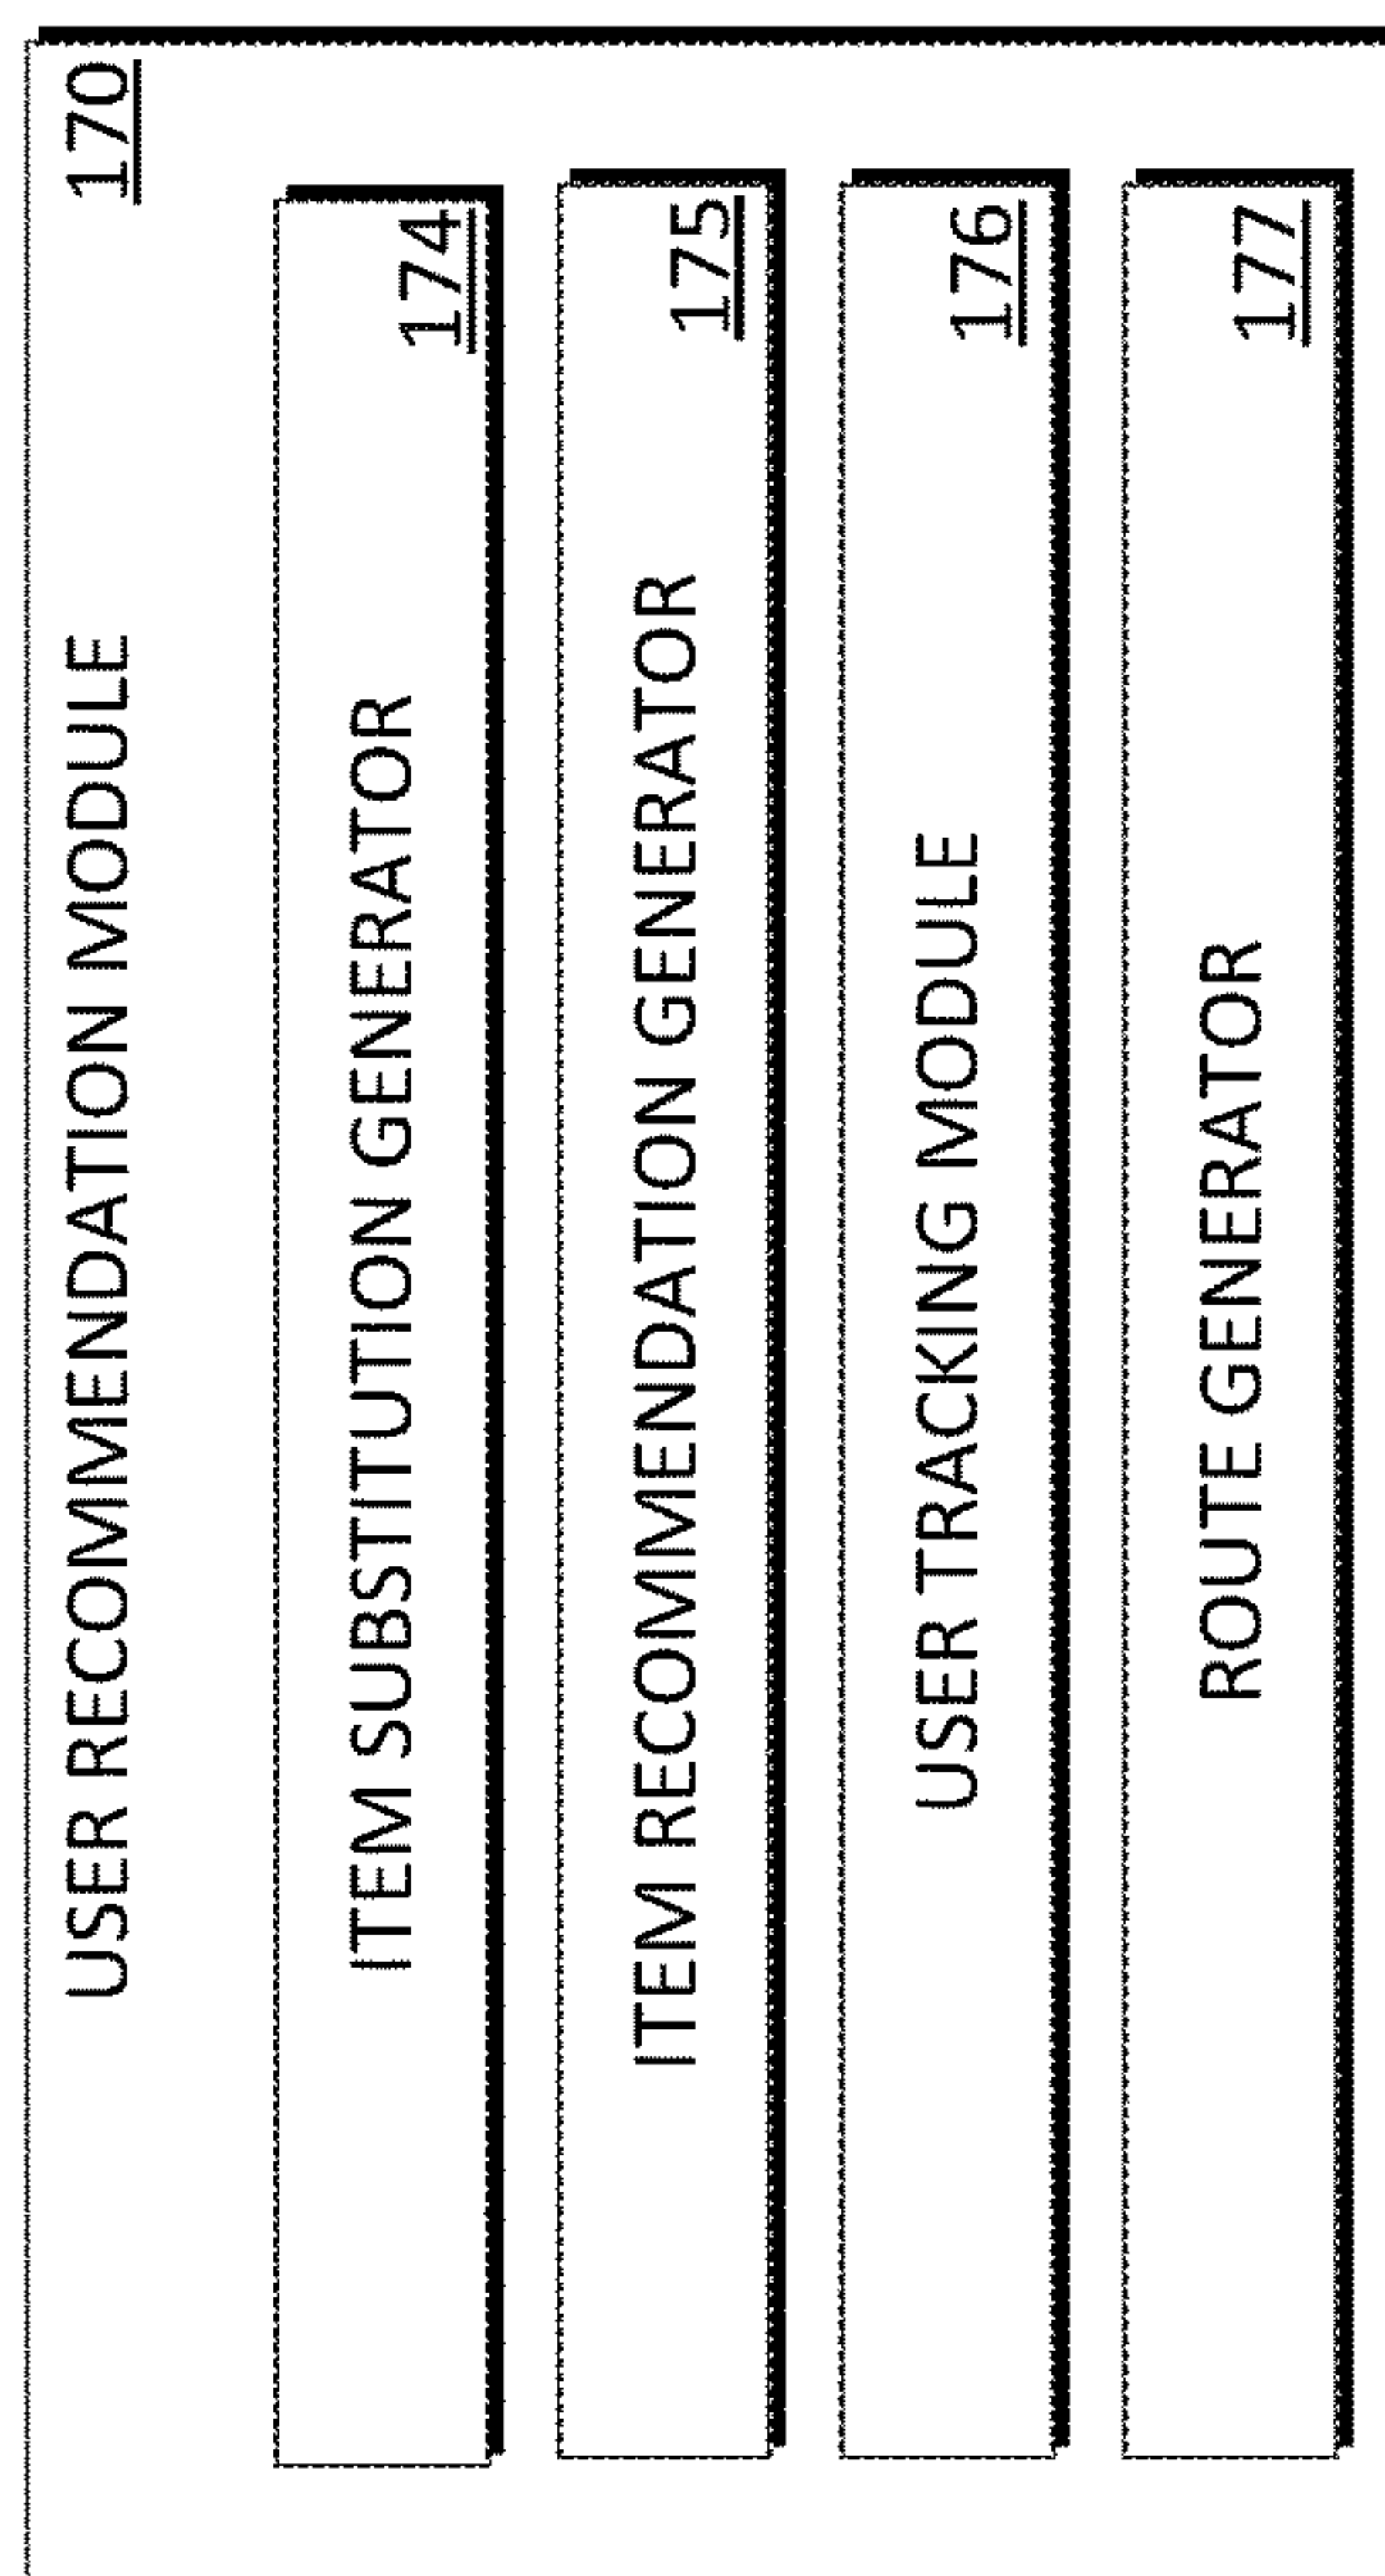 USER RECOMMENDATION MODULE 170
ITEM SUBSTITUTION GENERATOR
174
ITEM RECOMMENDATION GENERATOR
175
USER TRACKING MODULE
176
ROUTE GENERATOR
177